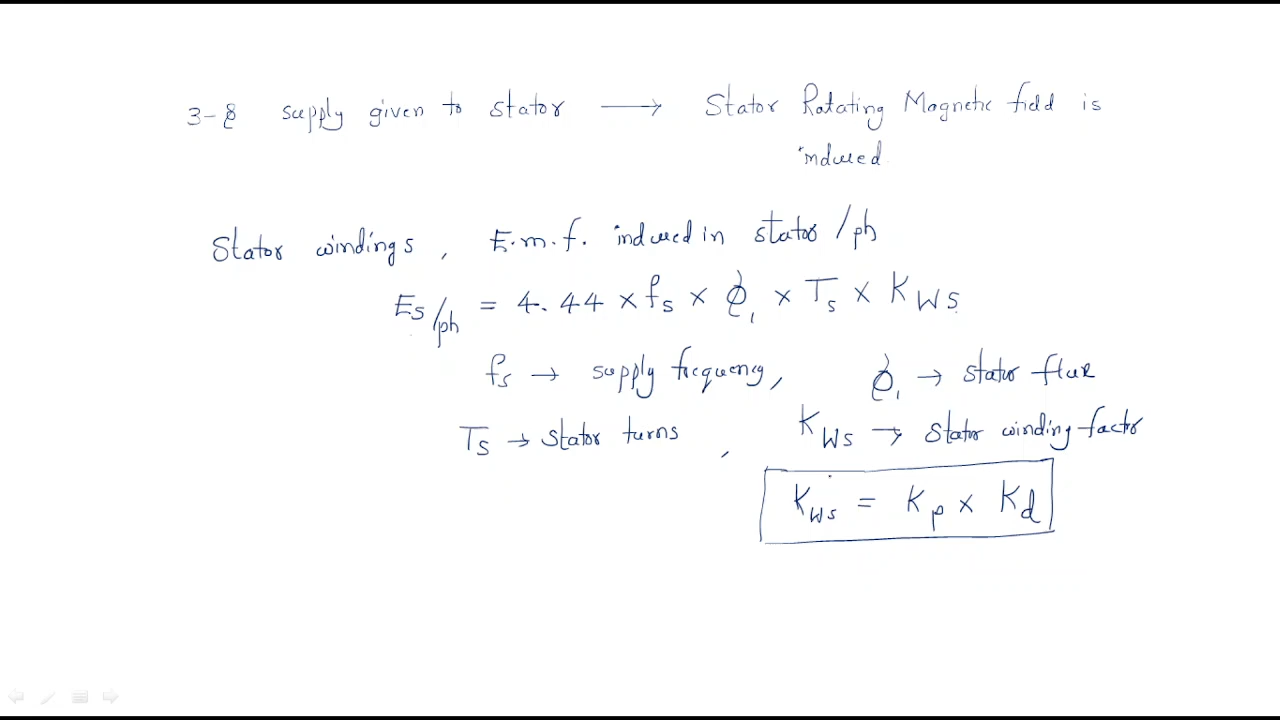 3-ϕ supply given to stator → Stator Rotating Magnetic field is
induced
Stator windings, E.m.f. induced in stator/ph
Es/ph = 4.44 × fs × ϕ₁ × Ts × Kws
fs → supply frequency, ϕ₁ → stator flux
Ts → stator turns, Kws → stator winding factor
Kws = Kp × Kd